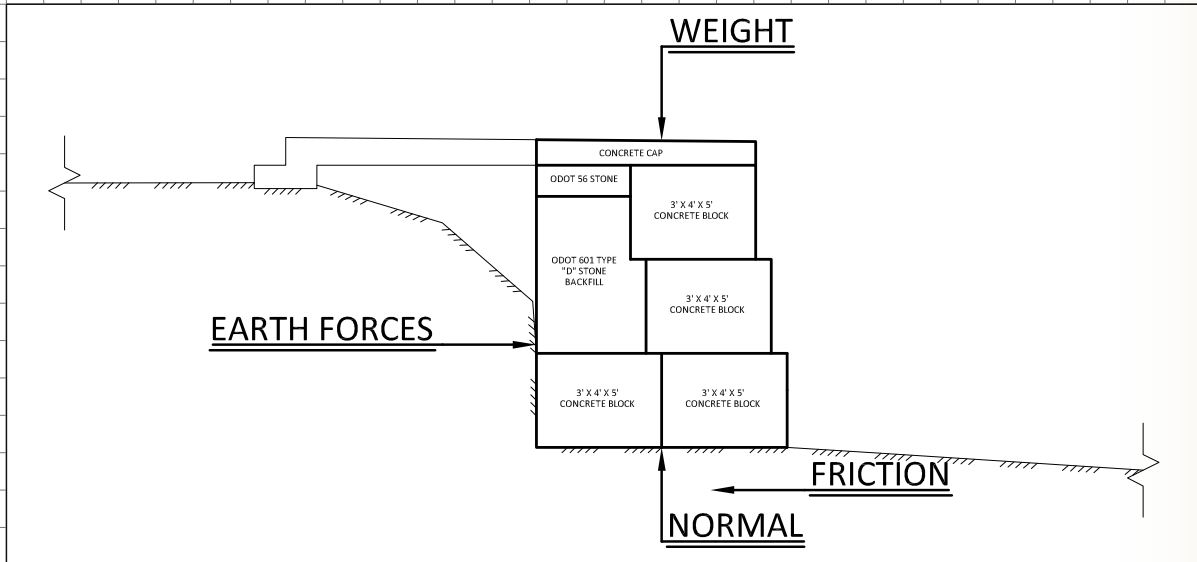 WEIGHT
CONCRETE CAP
ODOT 56 STONE
3' X 4' X 5'
CONCRETE BLOCK
ODOT 601 TYPE
"D" STONE
BACKFILL
3' X 4' X 5'
CONCRETE BLOCK
EARTH FORCES
3' X 4' X 5'
CONCRETE BLOCK
3' X 4' X 5'
CONCRETE BLOCK
FRICTION
NORMAL